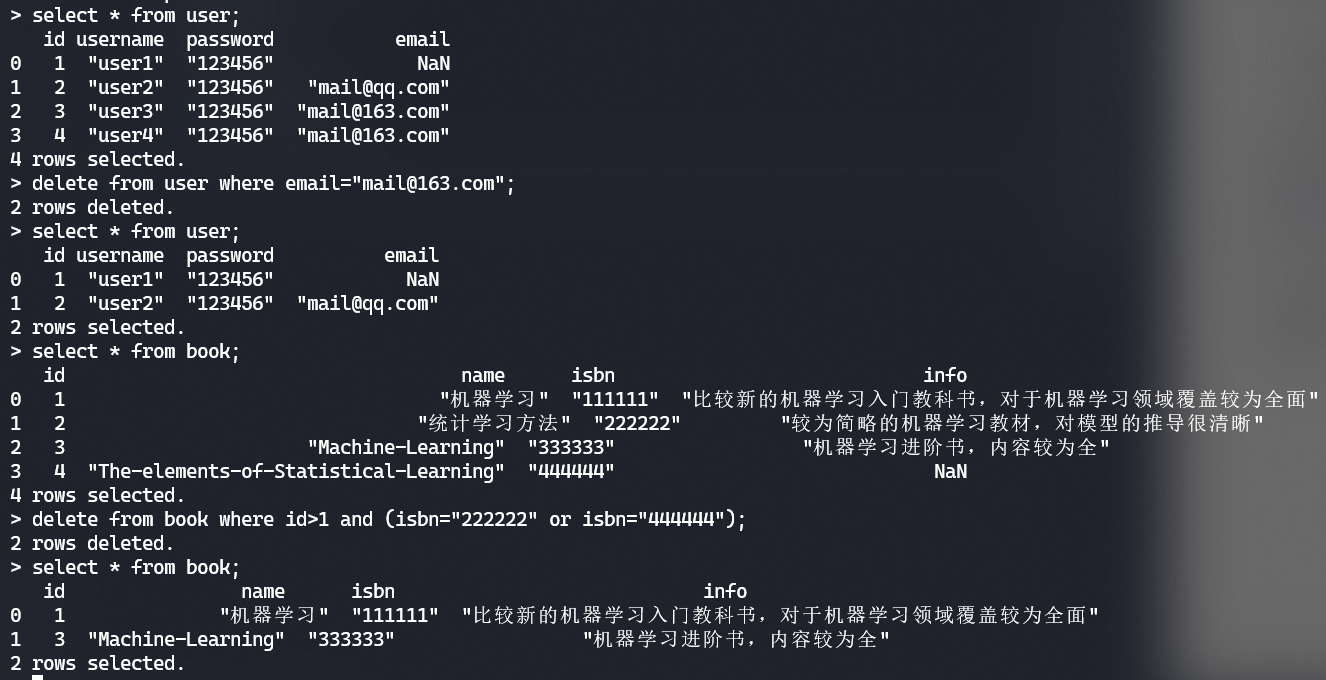 > select * from user;
   id username  password           email
0   1  "user1"  "123456"             NaN
1   2  "user2"  "123456"   "mail@qq.com"
2   3  "user3"  "123456"  "mail@163.com"
3   4  "user4"  "123456"  "mail@163.com"
4 rows selected.
> delete from user where email="mail@163.com";
2 rows deleted.
> select * from user;
   id username  password          email
0   1  "user1"  "123456"            NaN
1   2  "user2"  "123456"  "mail@qq.com"
2 rows selected.
> select * from book;
   id                                    name      isbn                            info
0   1                                  "机器学习"  "111111"  "比较新的机器学习入门教科书，对于机器学习领域覆盖较为全面"
1   2                                "统计学习方法"  "222222"         "较为简略的机器学习教材，对模型的推导很清晰"
2   3                      "Machine-Learning"  "333333"                 "机器学习进阶书，内容较为全"
3   4  "The-elements-of-Statistical-Learning"  "444444"                             NaN
4 rows selected.
> delete from book where id>1 and (isbn="222222" or isbn="444444");
2 rows deleted.
> select * from book;
   id                name      isbn                            info
0   1              "机器学习"  "111111"  "比较新的机器学习入门教科书，对于机器学习领域覆盖较为全面"
1   3  "Machine-Learning"  "333333"                 "机器学习进阶书，内容较为全"
2 rows selected.